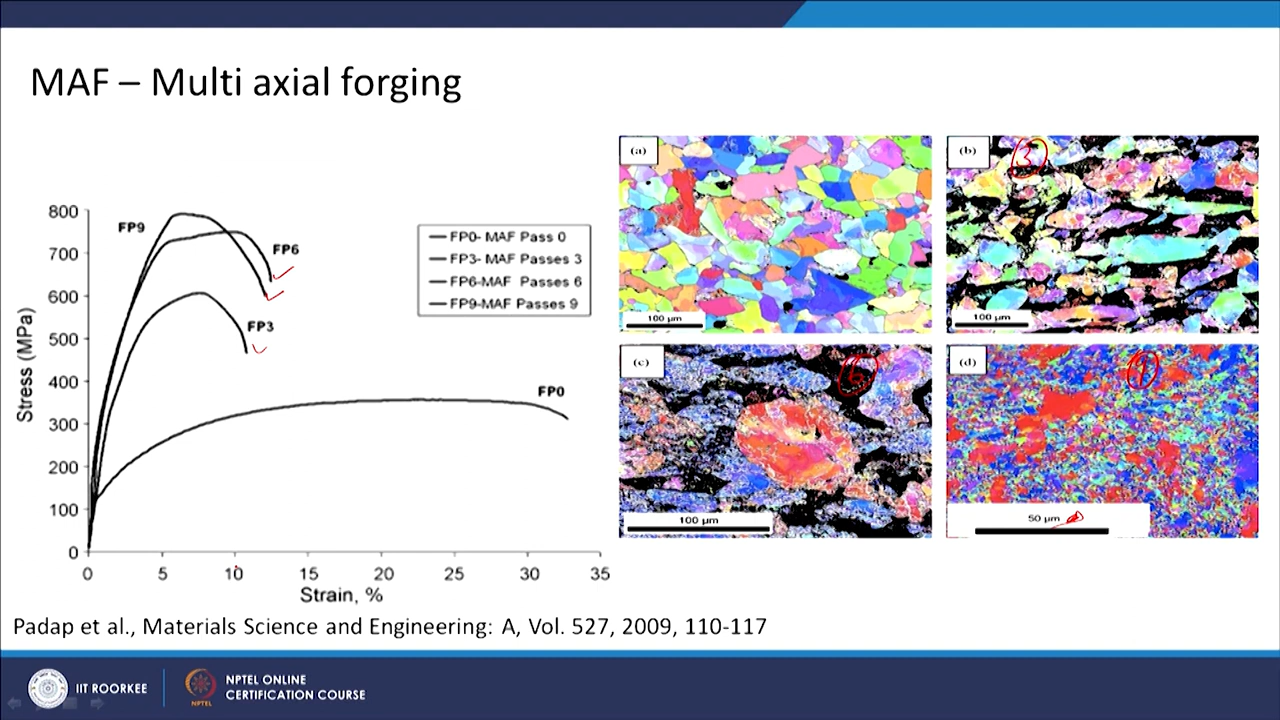 MAF – Multi axial forging
800
700
600
500
400
300
200
100
0
Stress (MPa)
0 5 10 15 20 25 30 35
Strain, %
FP9
FP6
FP3
FP0
FP0- MAF Pass 0
FP3- MAF Passes 3
FP6-MAF Passes 6
FP9-MAF Passes 9
(a)
100 µm
(b)
3
100 µm
(c)
6
100 µm
(d)
9
50 µm
Padap et al., Materials Science and Engineering: A, Vol. 527, 2009, 110-117
IIT ROORKEE
NPTEL
NPTEL ONLINE
CERTIFICATION COURSE